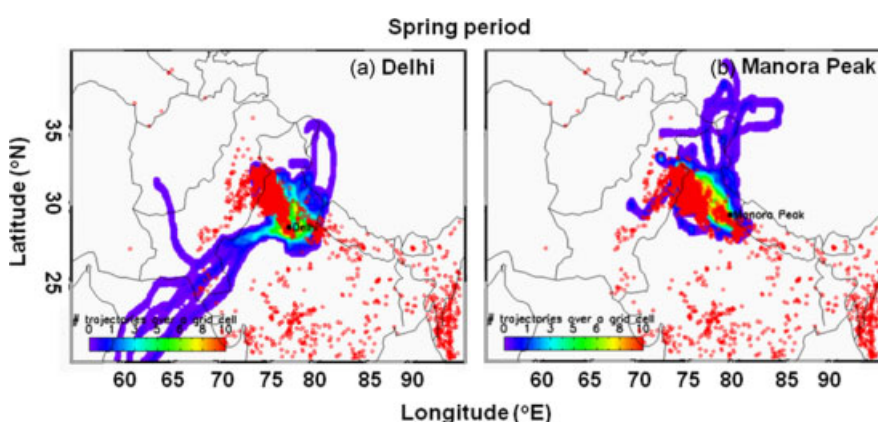 Spring period
(a) Delhi
(b) Manora Peak
Latitude (°N)
35
30
25
Delhi
Manora Peak
# trajectories over a grid cell
0 1 3 5 6 8 10
# trajectories over a grid cell
0 1 3 5 6 8 10
60 65 70 75 80 85 90
60 65 70 75 80 85 90
Longitude (°E)